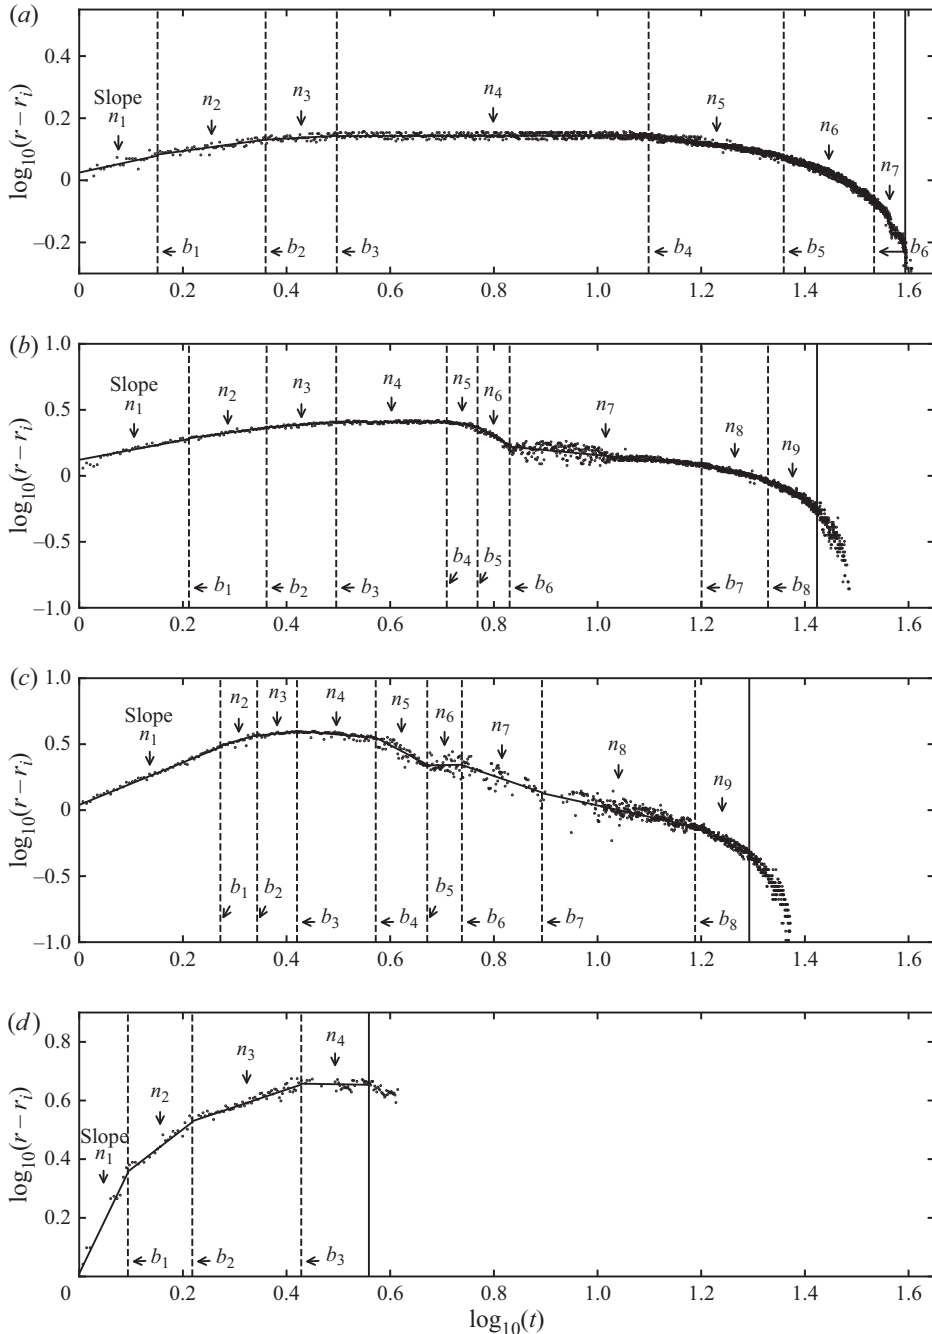 (a)
0.4
0.2
0
–0.2
log10(r – ri)
Slope
n1 n2 n3 n4 n5 n6 n7
b1 b2 b3 b4 b5 b6
0 0.2 0.4 0.6 0.8 1.0 1.2 1.4 1.6
(b)
1.0
0.5
0
–0.5
–1.0
log10(r – ri)
Slope
n1 n2 n3 n4 n5 n6 n7 n8 n9
b1 b2 b3 b4 b5 b6 b7 b8
0 0.2 0.4 0.6 0.8 1.0 1.2 1.4 1.6
(c)
1.0
0.5
0
–0.5
–1.0
log10(r – ri)
Slope
n1 n2 n3 n4 n5 n6 n7 n8 n9
b1 b2 b3 b4 b5 b6 b7 b8
0 0.2 0.4 0.6 0.8 1.0 1.2 1.4 1.6
(d)
0.8
0.6
0.4
0.2
log10(r – ri)
Slope
n1 n2 n3 n4
b1 b2 b3
0 0.2 0.4 0.6 0.8 1.0 1.2 1.4 1.6
log10(t)